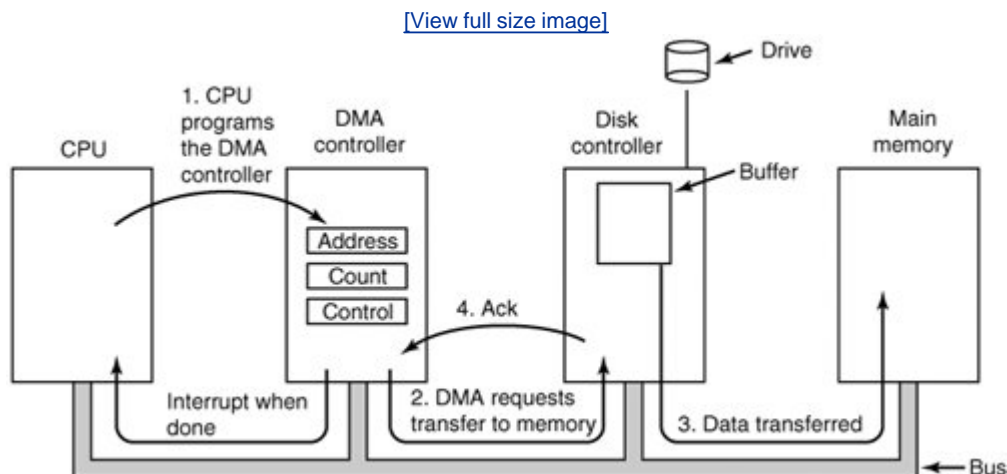 [View full size image]
Drive
1. CPU
programs
the DMA
controller
CPU
DMA
controller
Disk
controller
Main
memory
Buffer
Address
Count
Control
4. Ack
Interrupt when
done
2. DMA requests
transfer to memory
3. Data transferred
Bus